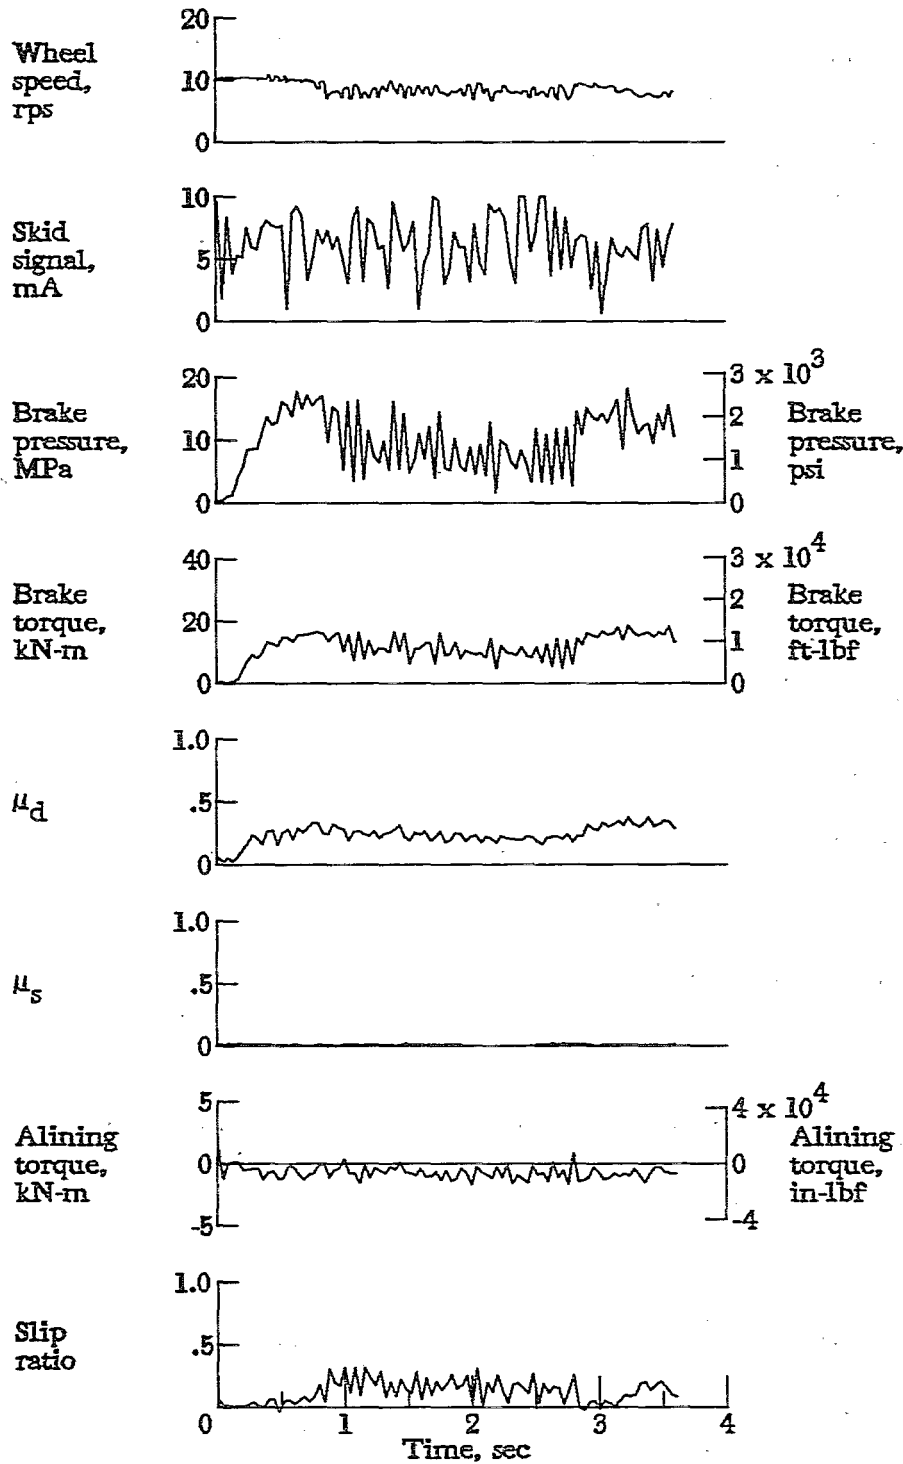 20
Wheel
speed,
rps
10
0
10
Skid
signal,
mA
5
0
20
3 x 10^3
Brake
pressure,
MPa
10
2
Brake
pressure,
psi
1
0
0
40
3 x 10^4
Brake
torque,
kN-m
20
2
Brake
torque,
ft-lbf
1
0
0
1.0
μd
.5
0
1.0
μs
.5
0
5
4 x 10^4
Alining
torque,
kN-m
0
0
Alining
torque,
in-lbf
-5
-4
1.0
Slip
ratio
.5
0 1 2 3 4
Time, sec